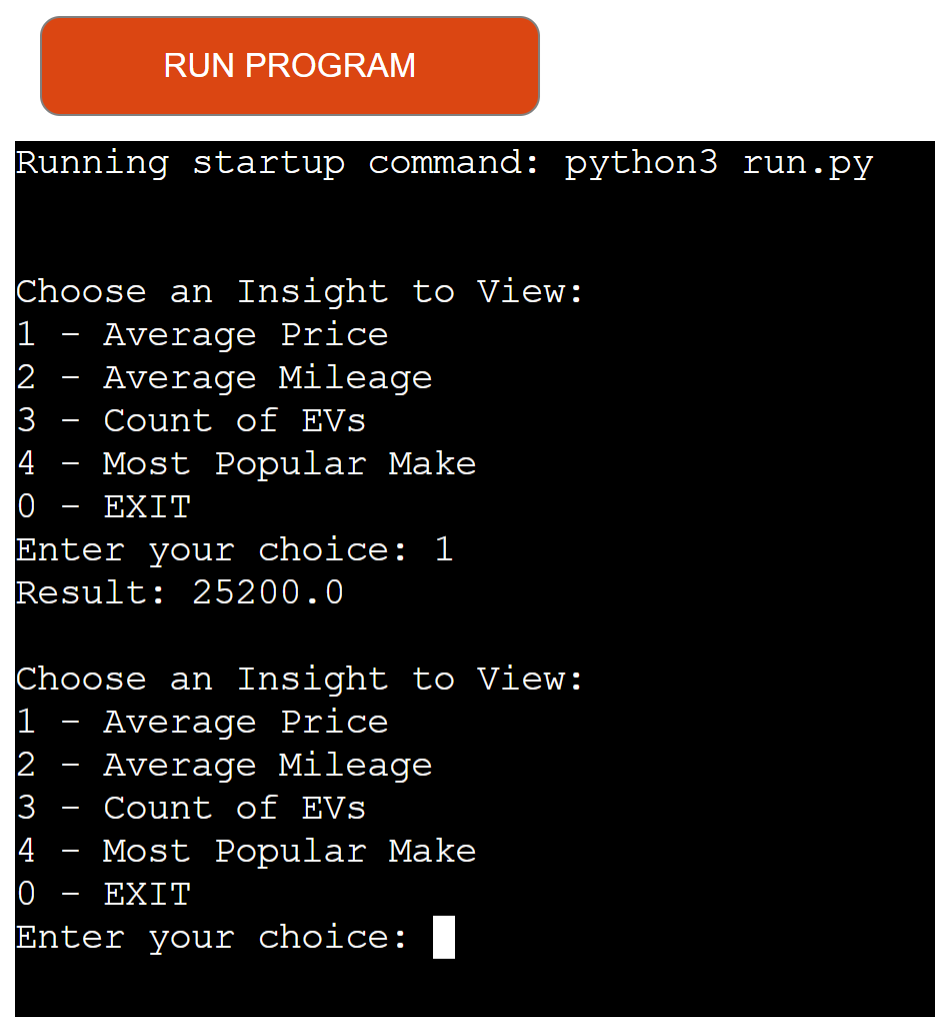 RUN PROGRAM
Running startup command: python3 run.py
Choose an Insight to View:
1 - Average Price
2 - Average Mileage
3 - Count of EVs
4 - Most Popular Make
0 - EXIT
Enter your choice: 1
Result: 25200.0
Choose an Insight to View:
1 - Average Price
2 - Average Mileage
3 - Count of EVs
4 - Most Popular Make
0 - EXIT
Enter your choice: